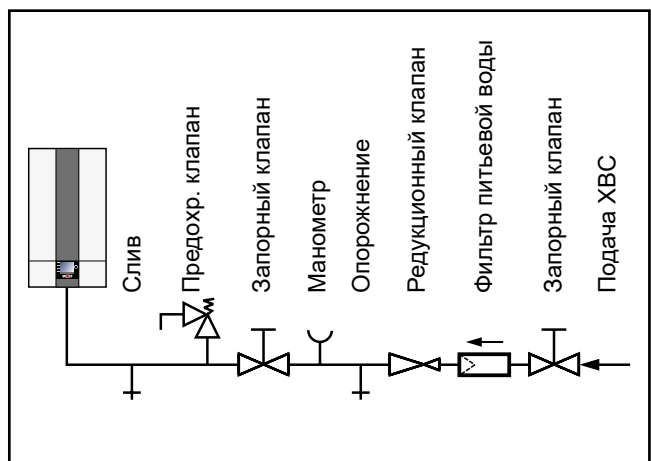 Слив
Предохр. клапан
Запорный клапан
Манометр
Опорожнение
Редукционный клапан
Фильтр питьевой воды
Запорный клапан
Подача ХВС